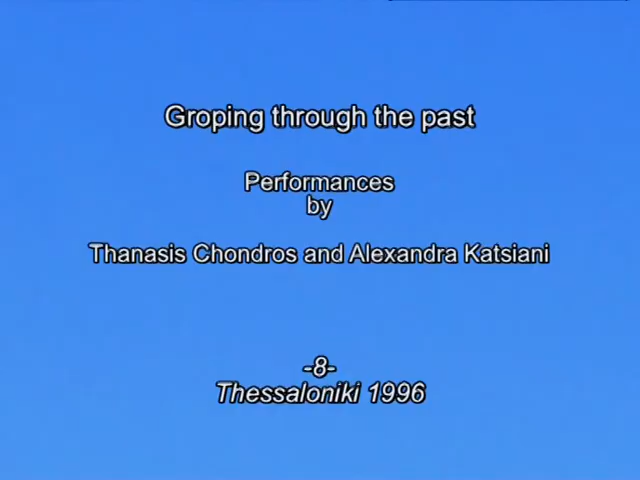 Groping through the past
Performances
by
Thanasis Chondros and Alexandra Katsiani
-8-
Thessaloniki 1996